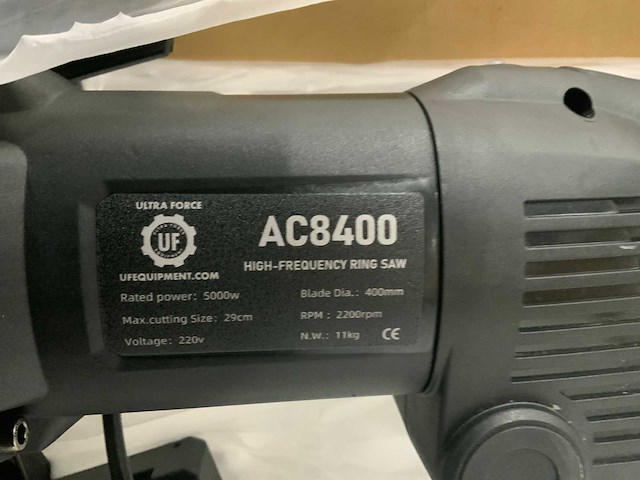 ULTRA FORCE
UF
UFEQUIPMENT.COM
AC8400
HIGH-FREQUENCY RING SAW
Rated power: 5000w
Blade Dia.: 400mm
Max.cutting Size: 29cm
RPM : 2200rpm
Voltage: 220v
N.W.: 11kg
CE